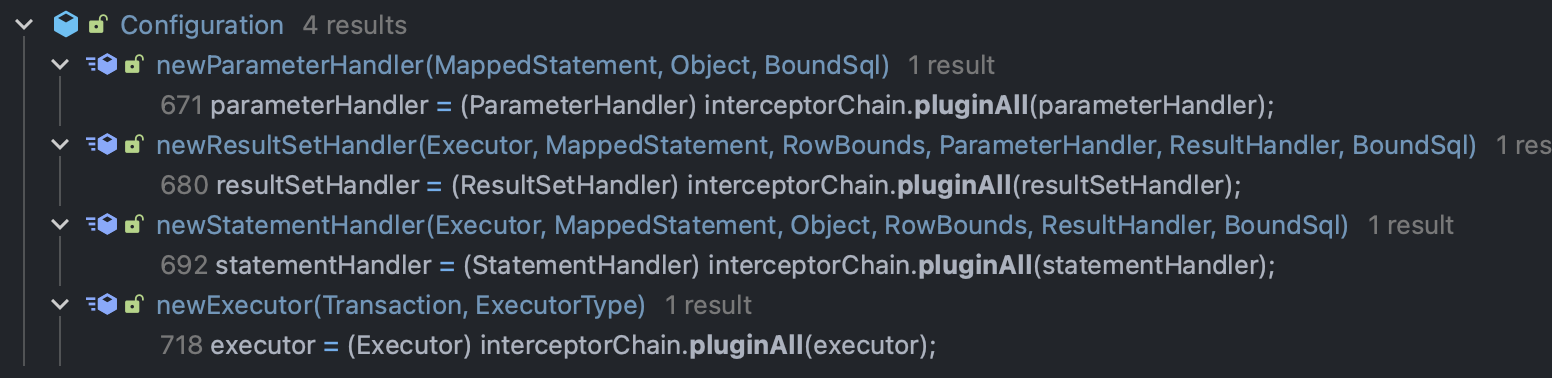 Configuration 4 results
newParameterHandler(MappedStatement, Object, BoundSql) 1 result
671 parameterHandler = (ParameterHandler) interceptorChain.pluginAll(parameterHandler);
newResultSetHandler(Executor, MappedStatement, RowBounds, ParameterHandler, ResultHandler, BoundSql) 1 res
680 resultSetHandler = (ResultSetHandler) interceptorChain.pluginAll(resultSetHandler);
newStatementHandler(Executor, MappedStatement, Object, RowBounds, ResultHandler, BoundSql) 1 result
692 statementHandler = (StatementHandler) interceptorChain.pluginAll(statementHandler);
newExecutor(Transaction, ExecutorType) 1 result
718 executor = (Executor) interceptorChain.pluginAll(executor);